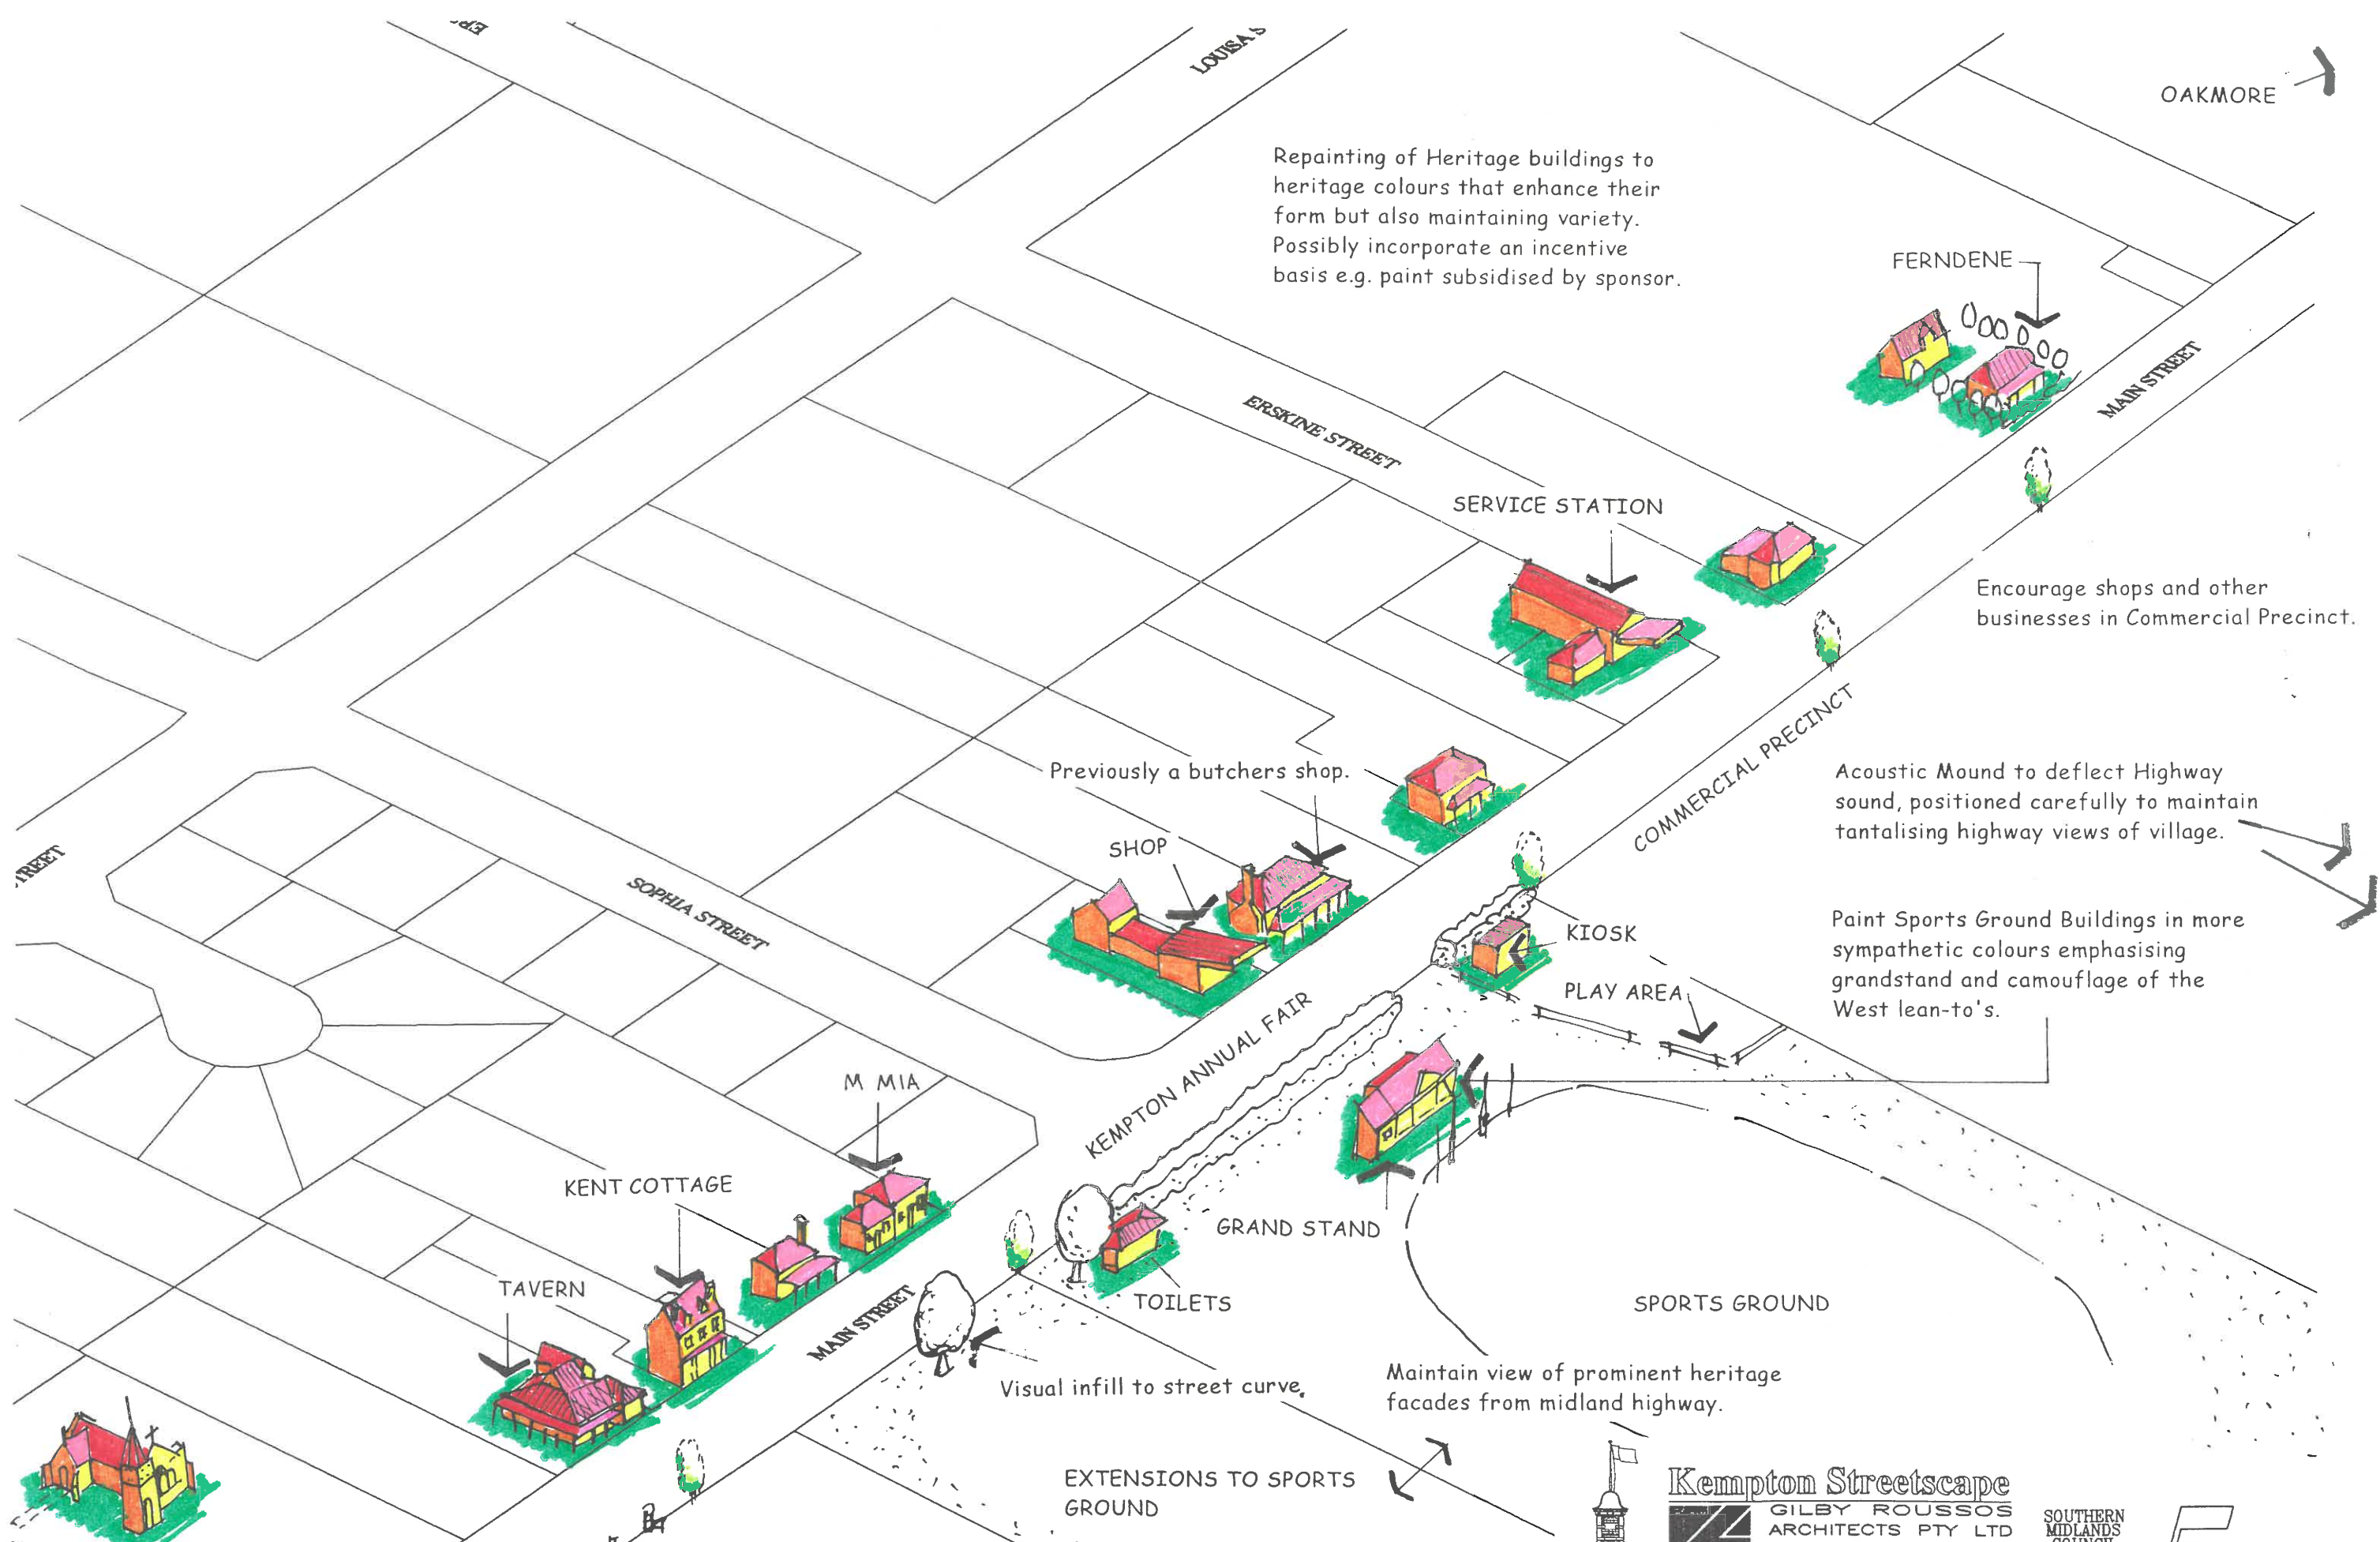 LOUISA S
OAKMORE
Repainting of Heritage buildings to
heritage colours that enhance their
form but also maintaining variety.
Possibly incorporate an incentive
basis e.g. paint subsidised by sponsor.
FERNDENE
MAIN STREET
ERSKINE STREET
SERVICE STATION
Encourage shops and other
businesses in Commercial Precinct.
COMMERCIAL PRECINCT
Previously a butchers shop.
Acoustic Mound to deflect Highway
sound, positioned carefully to maintain
tantalising highway views of village.
SHOP
TREET
SOPHIA STREET
KIOSK
Paint Sports Ground Buildings in more
sympathetic colours emphasising
grandstand and camouflage of the
West lean-to's.
PLAY AREA
KEMPTON ANNUAL FAIR
M MIA
KENT COTTAGE
GRAND STAND
TAVERN
TOILETS
SPORTS GROUND
MAIN STREET
Visual infill to street curve.
Maintain view of prominent heritage
facades from midland highway.
EXTENSIONS TO SPORTS
GROUND
Kempton Streetscape
GILBY ROUSSOS
ARCHITECTS PTY LTD
SOUTHERN
MIDLANDS
COUNCIL